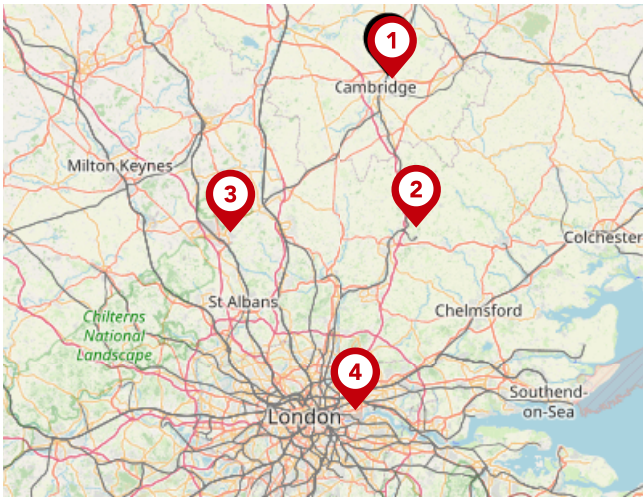 1
Cambridge
Milton Keynes
3
2
Colchester
St Albans
Chelmsford
Chilterns
National
Landscape
4
Southend-
on-Sea
London